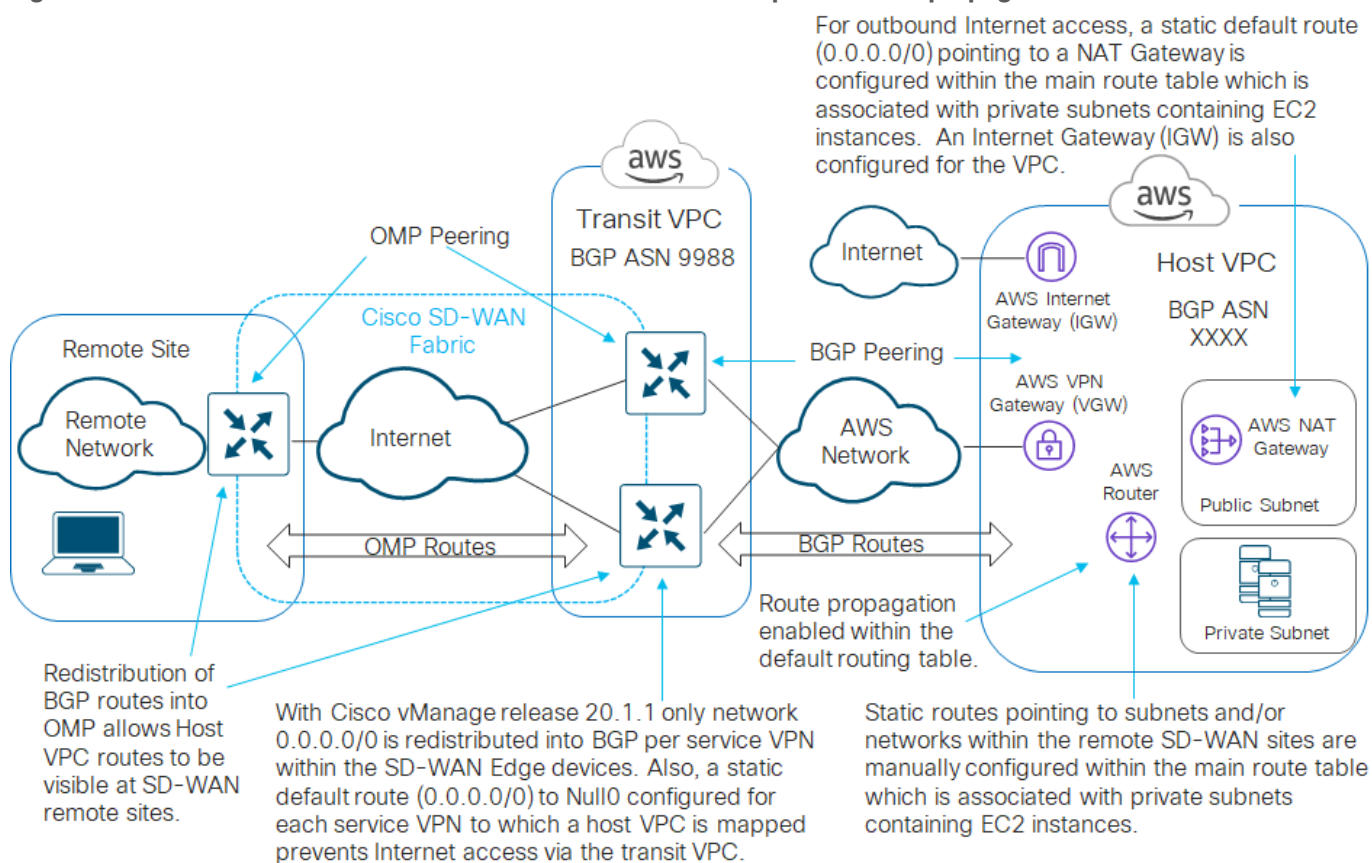 For outbound Internet access, a static default route
(0.0.0.0/0) pointing to a NAT Gateway is
configured within the main route table which is
associated with private subnets containing EC2
instances. An Internet Gateway (IGW) is also
configured for the VPC.
aws
Transit VPC
BGP ASN 9988
OMP Peering
Cisco SD-WAN
Fabric
Remote Site
Remote
Network
Internet
OMP Routes
Internet
aws
Host VPC
BGP ASN
XXXX
AWS Internet
Gateway (IGW)
BGP Peering
AWS VPN
Gateway (VGW)
AWS
Network
AWS NAT
Gateway
Public Subnet
AWS
Router
BGP Routes
Private Subnet
Route propagation
enabled within the
default routing table.
Redistribution of
BGP routes into
OMP allows Host
VPC routes to be
visible at SD-WAN
remote sites.
With Cisco vManage release 20.1.1 only network
0.0.0.0/0 is redistributed into BGP per service VPN
within the SD-WAN Edge devices. Also, a static
default route (0.0.0.0/0) to Null0 configured for
each service VPN to which a host VPC is mapped
prevents Internet access via the transit VPC.
Static routes pointing to subnets and/or
networks within the remote SD-WAN sites are
manually configured within the main route table
which is associated with private subnets
containing EC2 instances.